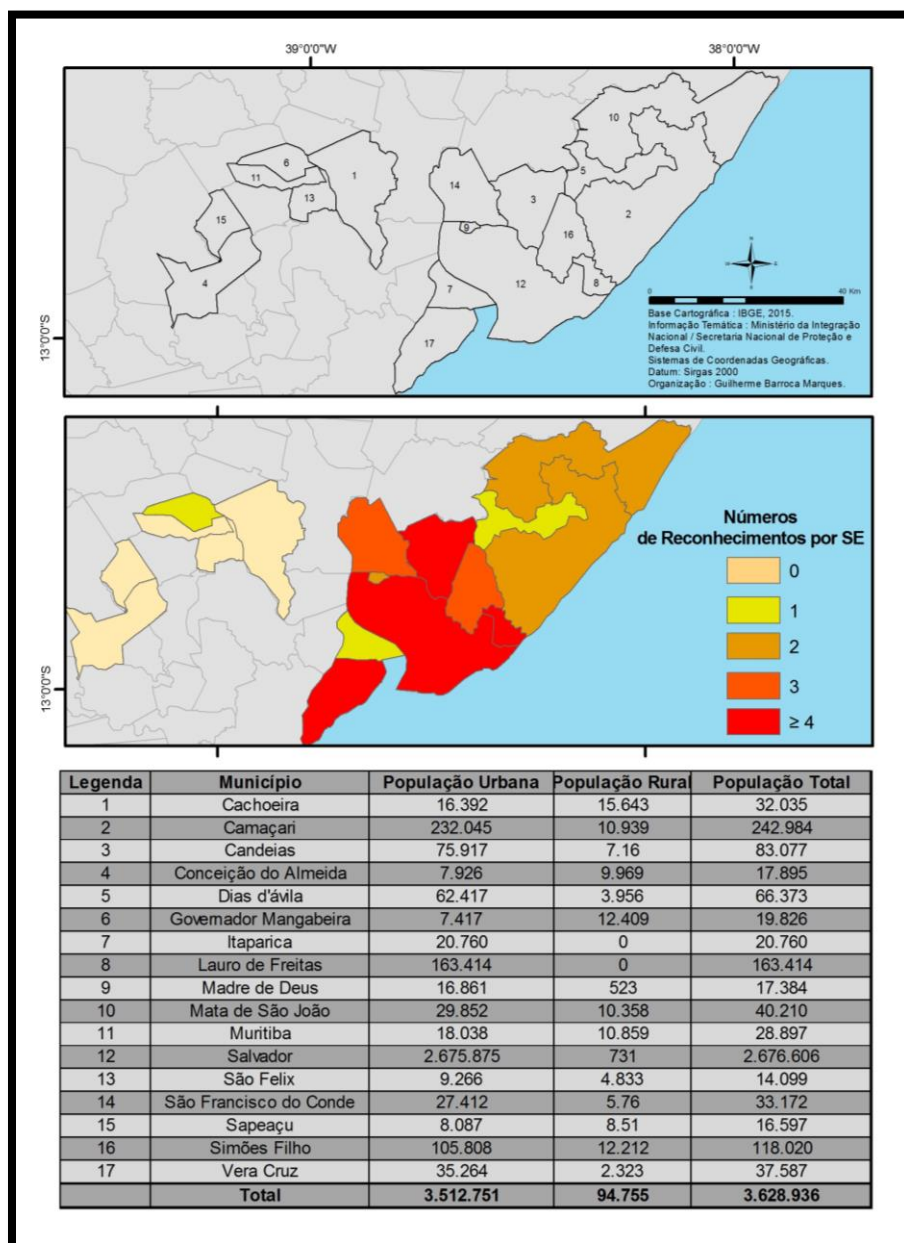 39°0'0"W
38°0'0"W
10
6
1
11
5
14
13
3
2
15
9
16
4
12
8
7
17
N
W
E
S
0
40 Km
13°0'0"S
Base Cartográfica : IBGE, 2015.
Informação Temática : Ministério da Integração
Nacional / Secretaria Nacional de Proteção e
Defesa Civil.
Sistemas de Coordenadas Geográficas.
Datum: Sirgas 2000
Organização : Guilherme Barroca Marques.
13°0'0"S
Números
de Reconhecimentos por SE
0
1
2
3
≥ 4
Legenda Município População Urbana População Rural População Total
1 Cachoeira 16.392 15.643 32.035
2 Camaçari 232.045 10.939 242.984
3 Candeias 75.917 7.16 83.077
4 Conceição do Almeida 7.926 9.969 17.895
5 Dias d'ávila 62.417 3.956 66.373
6 Governador Mangabeira 7.417 12.409 19.826
7 Itaparica 20.760 0 20.760
8 Lauro de Freitas 163.414 0 163.414
9 Madre de Deus 16.861 523 17.384
10 Mata de São João 29.852 10.358 40.210
11 Muritiba 18.038 10.859 28.897
12 Salvador 2.675.875 731 2.676.606
13 São Felix 9.266 4.833 14.099
14 São Francisco do Conde 27.412 5.76 33.172
15 Sapeaçu 8.087 8.51 16.597
16 Simões Filho 105.808 12.212 118.020
17 Vera Cruz 35.264 2.323 37.587
Total 3.512.751 94.755 3.628.936